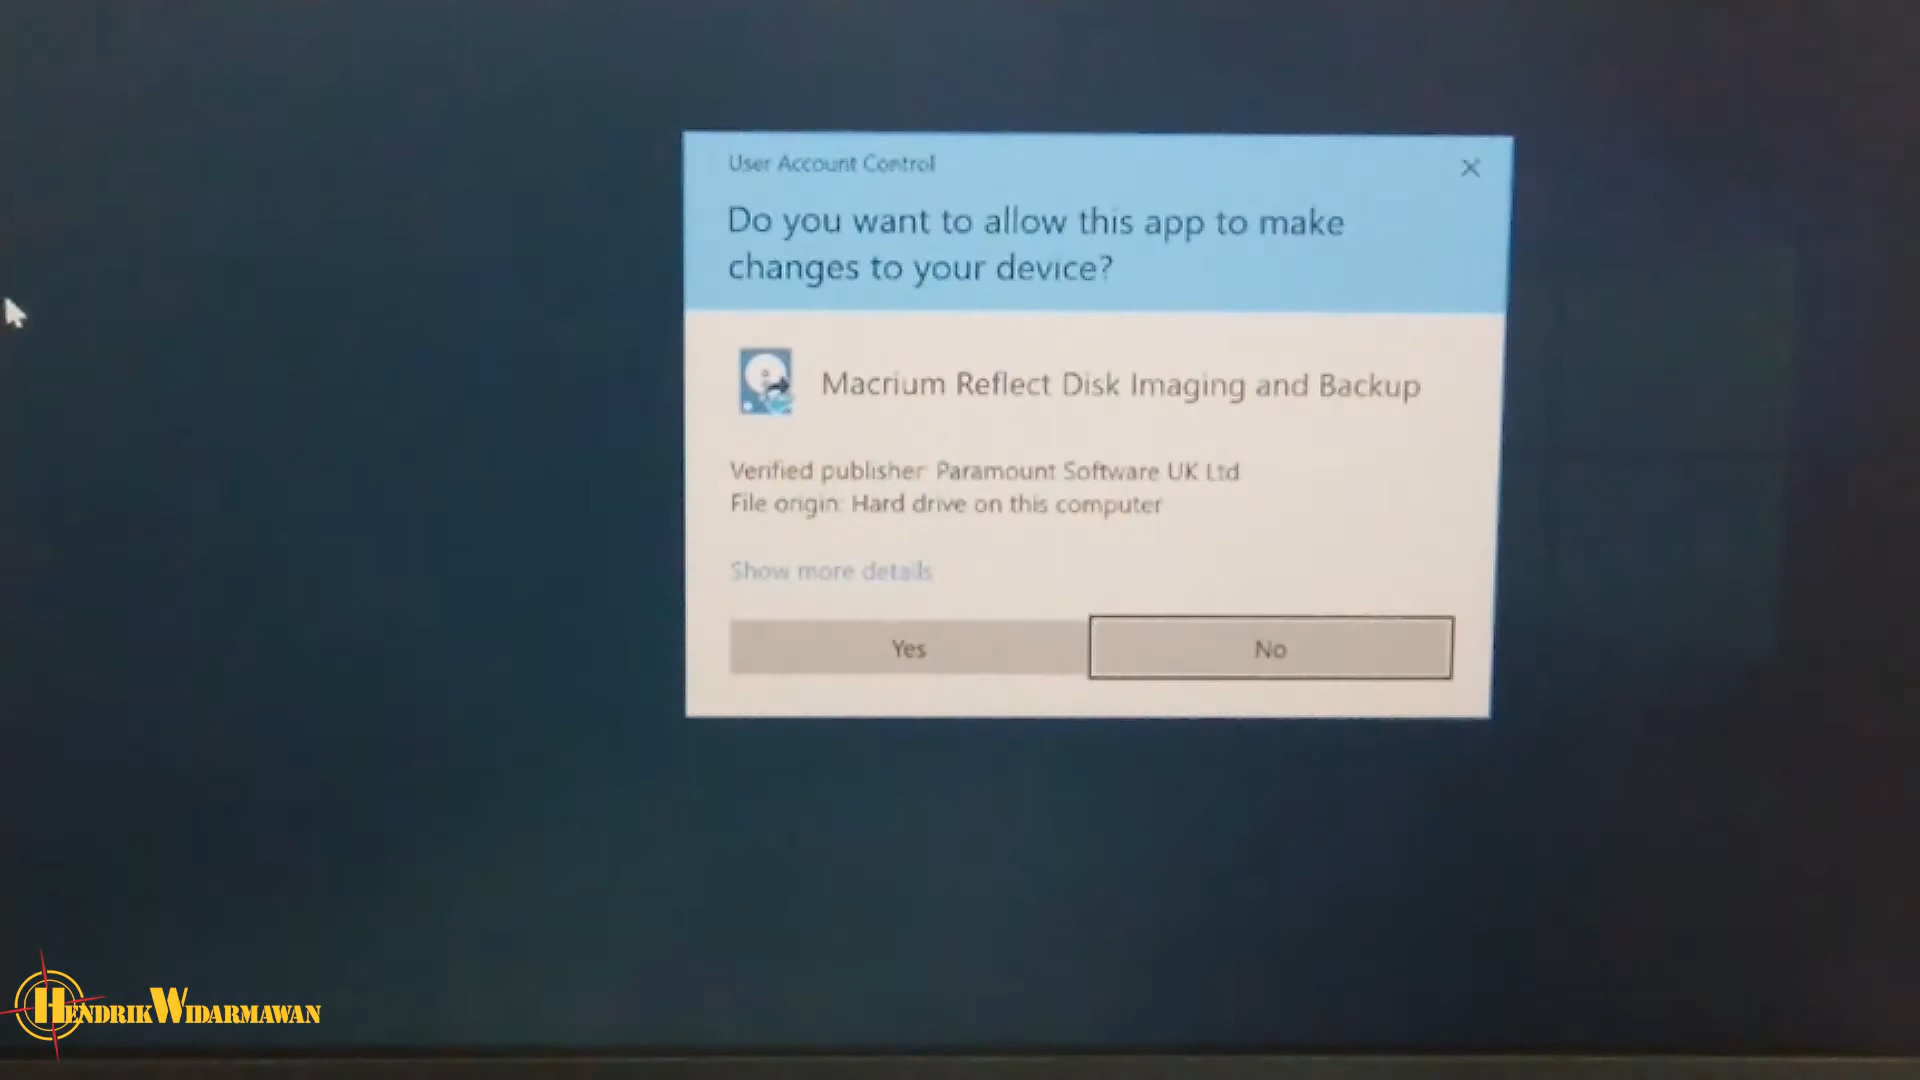 User Account Control
Do you want to allow this app to make
changes to your device?
Macrium Reflect Disk Imaging and Backup
Verified publisher: Paramount Software UK Ltd
File origin: Hard drive on this computer
Show more details
Yes
No
HENDRIKWIDARMAWAN